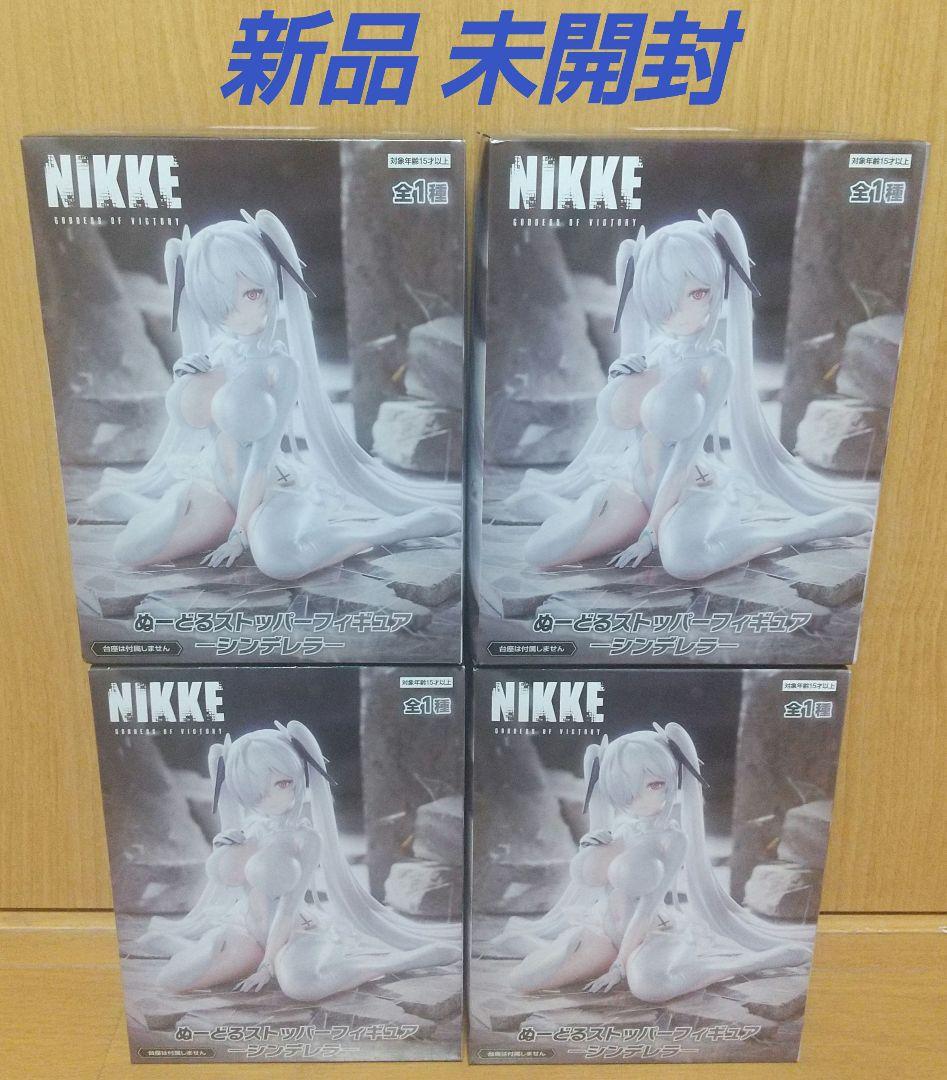 新品 未開封
NIKKE
GODDESS OF VICTORY
対象年齢15才以上
全1種
ぬーどるストッパーフィギュア
―シンデレラ―
台座は付属しません
NIKKE
GODDESS OF VICTORY
対象年齢15才以上
全1種
ぬーどるストッパーフィギュア
―シンデレラ―
台座は付属しません
NIKKE
GODDESS OF VICTORY
対象年齢15才以上
全1種
ぬーどるストッパーフィギュア
―シンデレラ―
台座は付属しません
NIKKE
GODDESS OF VICTORY
対象年齢15才以上
全1種
ぬーどるストッパーフィギュア
―シンデレラ―
台座は付属しません